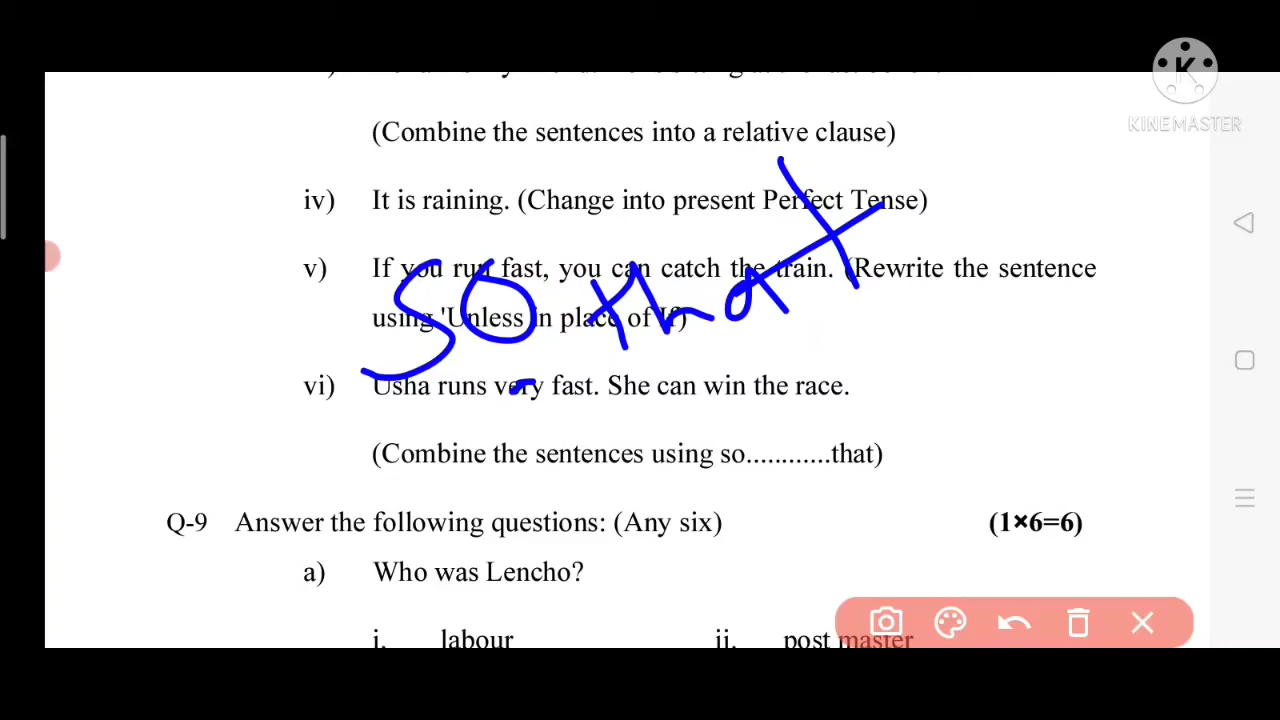 KINEMASTER
(Combine the sentences into a relative clause)
iv) It is raining. (Change into present Perfect Tense)
v) If you run fast, you can catch the train. (Rewrite the sentence
using 'Unless in place of If)
so that
vi) Usha runs very fast. She can win the race.
(Combine the sentences using so............that)
Q-9 Answer the following questions: (Any six) (1×6=6)
a) Who was Lencho?
i. labour ii. post master